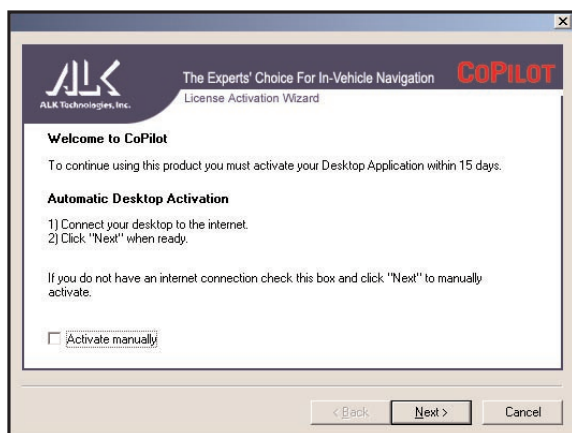 ALK
ALK Technologies, Inc.
The Experts' Choice For In-Vehicle Navigation
COPILOT
License Activation Wizard
Welcome to CoPilot
To continue using this product you must activate your Desktop Application within 15 days.
Automatic Desktop Activation
1) Connect your desktop to the internet.
2) Click "Next" when ready.
If you do not have an internet connection check this box and click "Next" to manually
activate.
Activate manually
< Back
Next >
Cancel